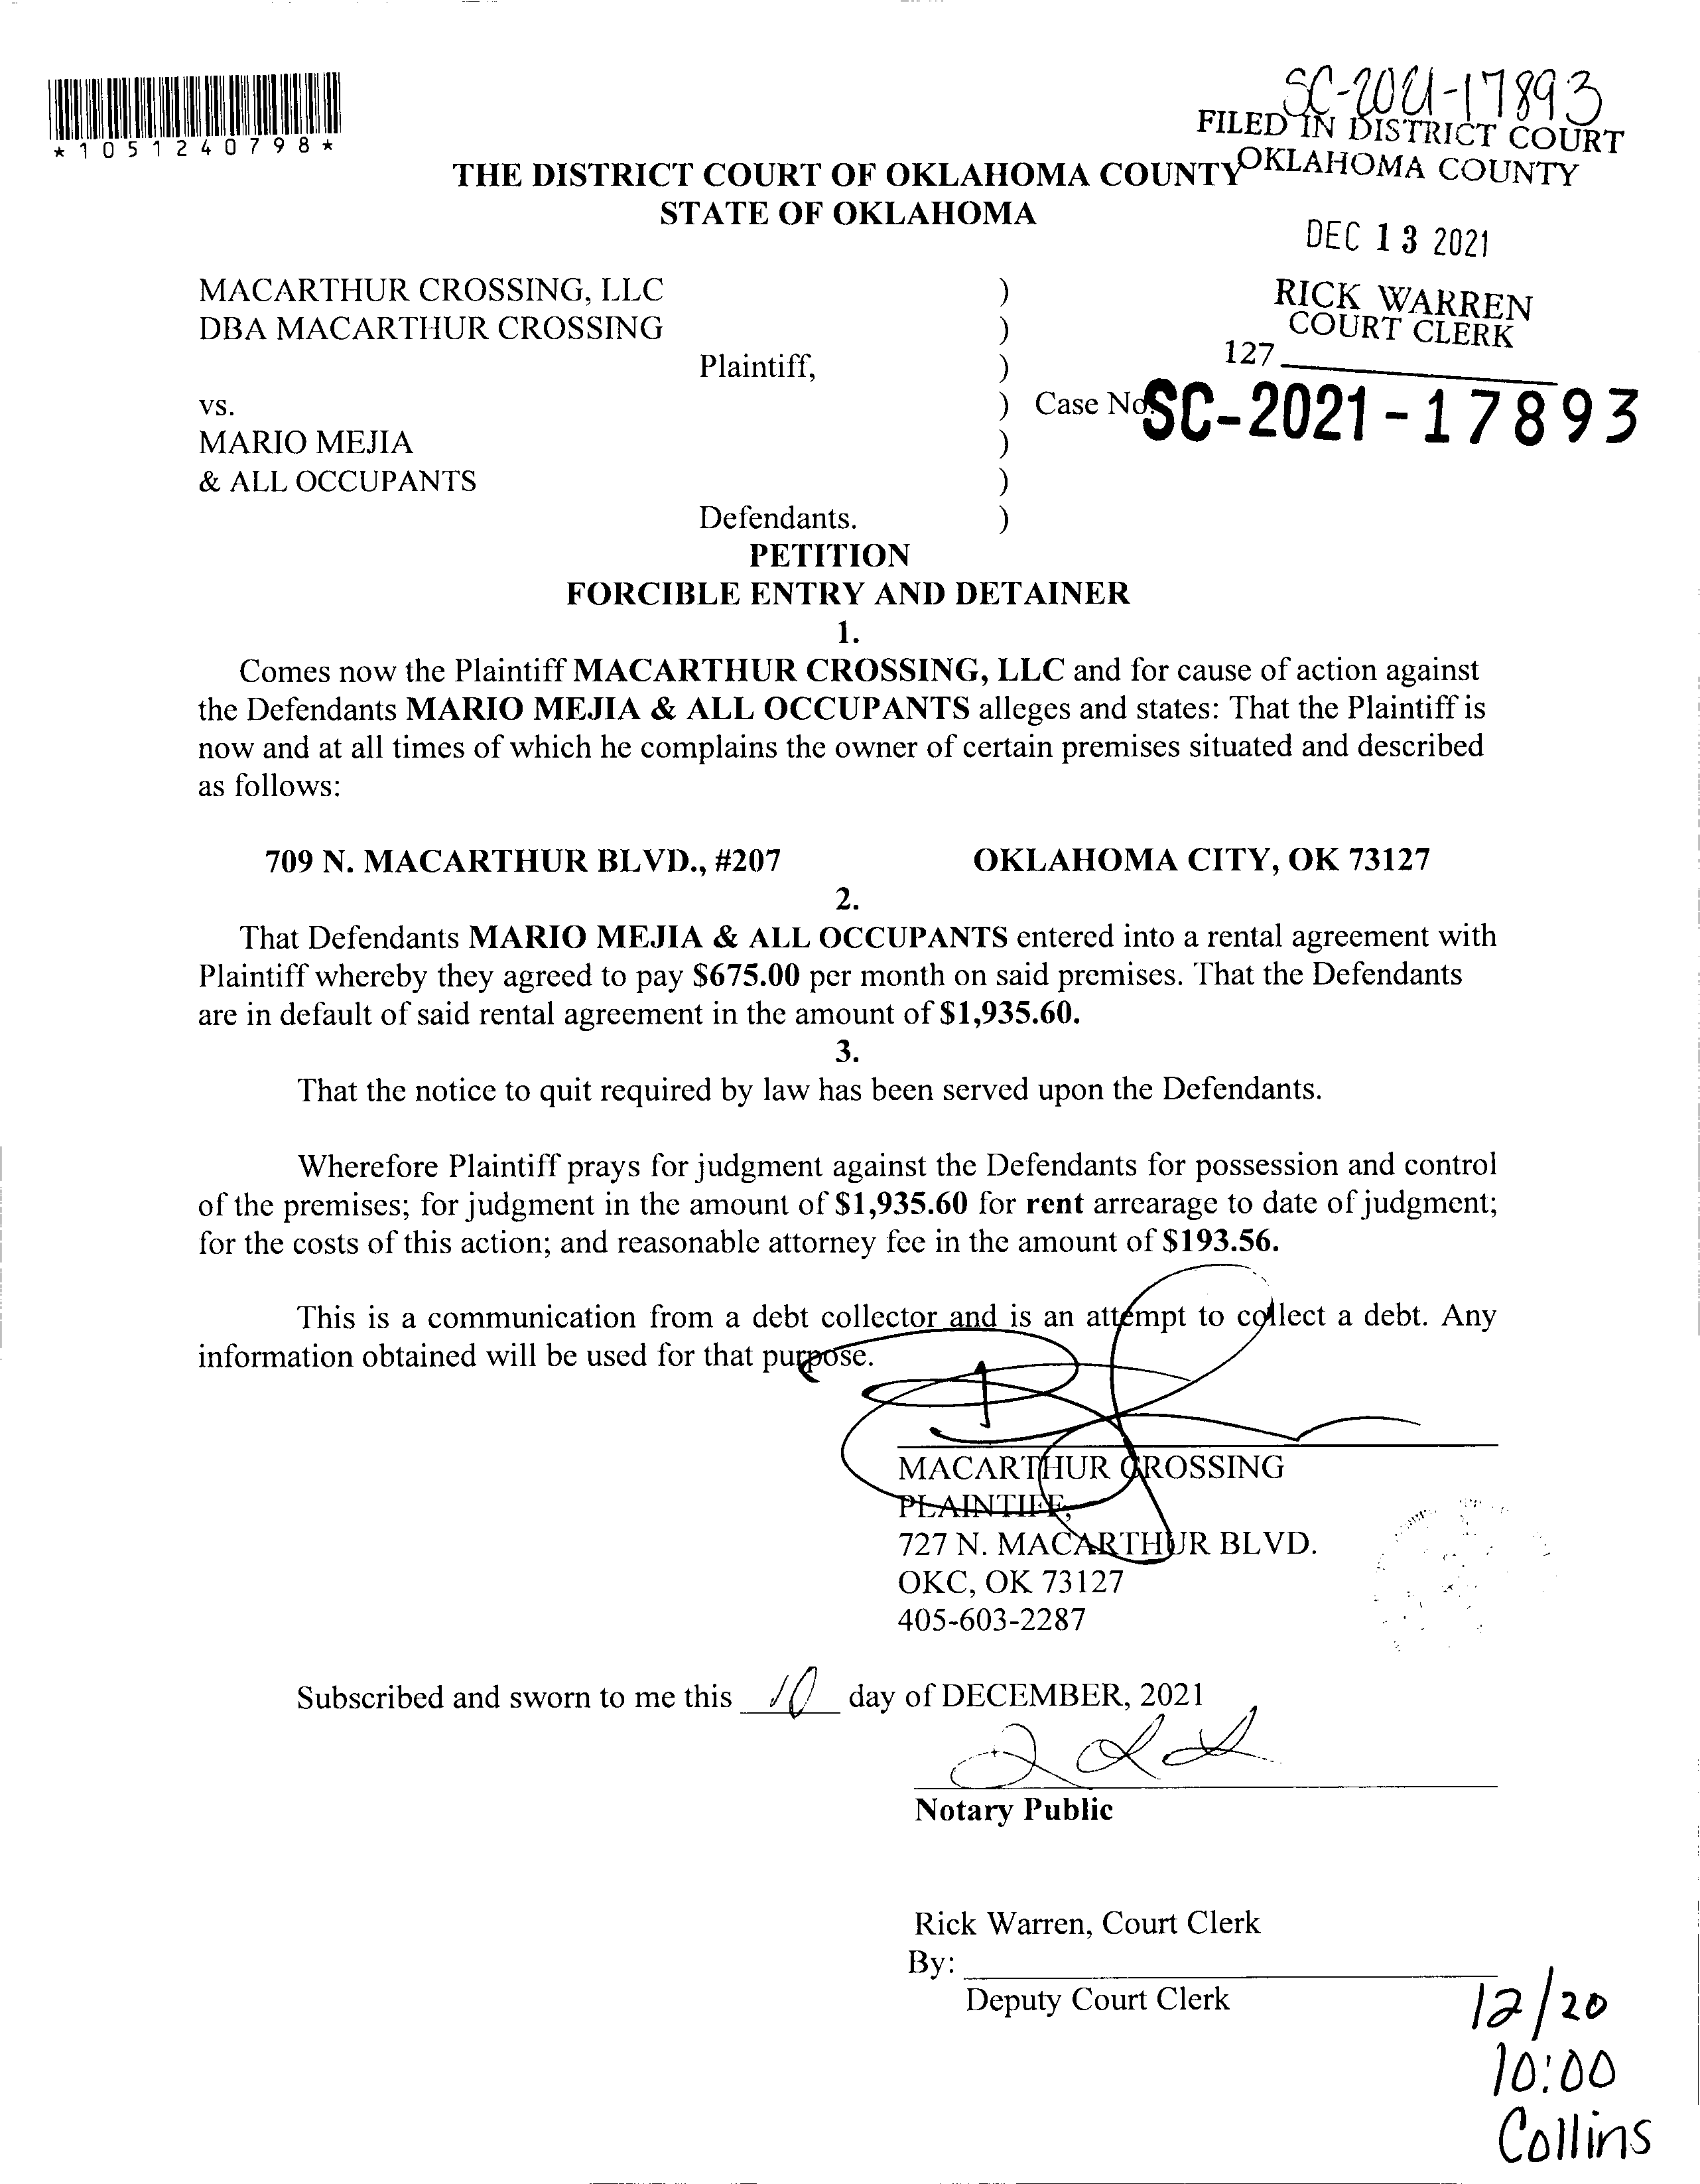 SC-2021-17893
FILED IN DISTRICT COURT
OKLAHOMA COUNTY
*1051240798*
THE DISTRICT COURT OF OKLAHOMA COUNTY
STATE OF OKLAHOMA
DEC 13 2021
RICK WARREN
COURT CLERK
127
MACARTHUR CROSSING, LLC )
DBA MACARTHUR CROSSING )
Plaintiff, )
vs. ) Case No. SC-2021-17893
MARIO MEJIA )
& ALL OCCUPANTS )
Defendants. )
PETITION
FORCIBLE ENTRY AND DETAINER
1.
Comes now the Plaintiff MACARTHUR CROSSING, LLC and for cause of action against
the Defendants MARIO MEJIA & ALL OCCUPANTS alleges and states: That the Plaintiff is
now and at all times of which he complains the owner of certain premises situated and described
as follows:
709 N. MACARTHUR BLVD., #207 OKLAHOMA CITY, OK 73127
2.
That Defendants MARIO MEJIA & ALL OCCUPANTS entered into a rental agreement with
Plaintiff whereby they agreed to pay $675.00 per month on said premises. That the Defendants
are in default of said rental agreement in the amount of $1,935.60.
3.
That the notice to quit required by law has been served upon the Defendants.
Wherefore Plaintiff prays for judgment against the Defendants for possession and control
of the premises; for judgment in the amount of $1,935.60 for rent arrearage to date of judgment;
for the costs of this action; and reasonable attorney fee in the amount of $193.56.
This is a communication from a debt collector and is an attempt to collect a debt. Any
information obtained will be used for that purpose.
MACARTHUR CROSSING
PLAINTIFF,
727 N. MACARTHUR BLVD.
OKC, OK 73127
405-603-2287
Subscribed and sworn to me this 10 day of DECEMBER, 2021
Notary Public
Rick Warren, Court Clerk
By:
Deputy Court Clerk
12/20
10:00
Collins